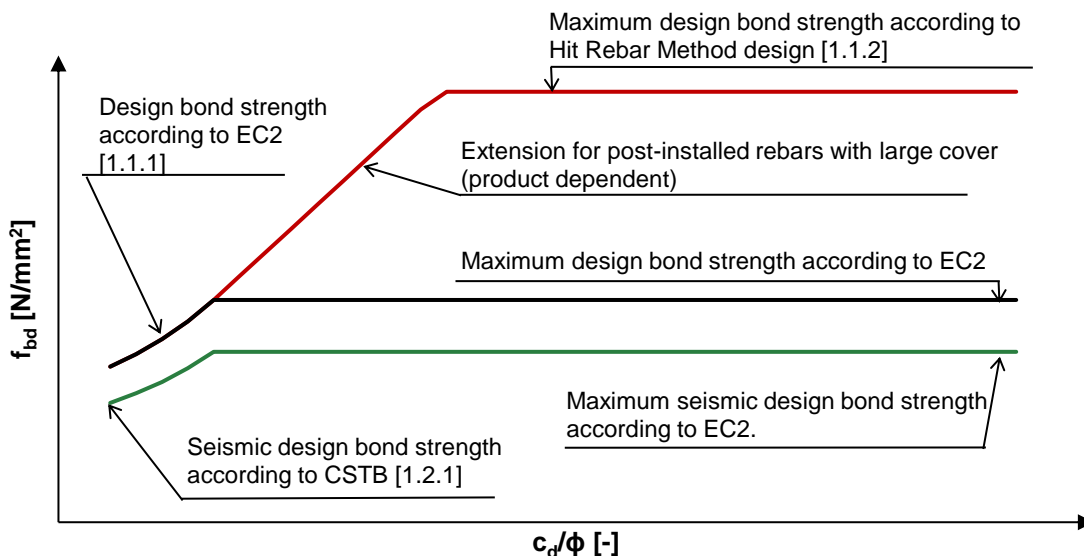 Maximum design bond strength according to
Hit Rebar Method design [1.1.2]
Design bond strength
according to EC2
[1.1.1]
Extension for post-installed rebars with large cover
(product dependent)
Maximum design bond strength according to EC2
f_bd [N/mm²]
Maximum seismic design bond strength
according to EC2.
Seismic design bond strength
according to CSTB [1.2.1]
c_d/ϕ [-]